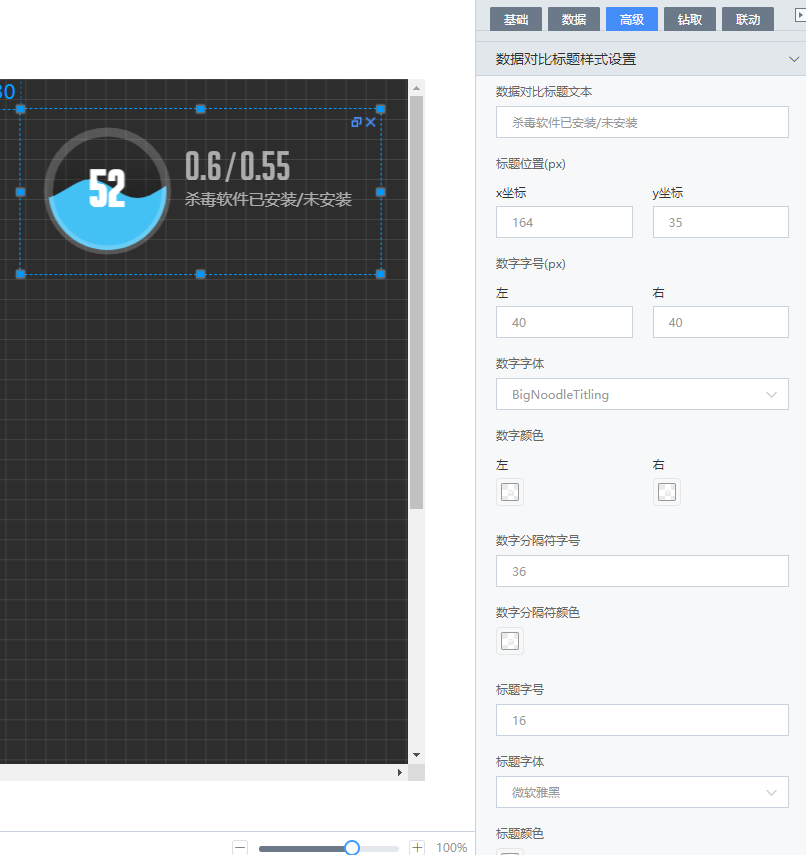 基础
数据
高级
钻取
联动
数据对比标题样式设置
数据对比标题文本
杀毒软件已安装/未安装
标题位置(px)
x坐标
y坐标
164
35
数字字号(px)
左
右
40
40
数字字体
BigNoodleTitling
数字颜色
左
右
数字分隔符字号
36
数字分隔符颜色
标题字号
16
标题字体
微软雅黑
标题颜色
52
0.6 / 0.55
杀毒软件已安装/未安装
100%